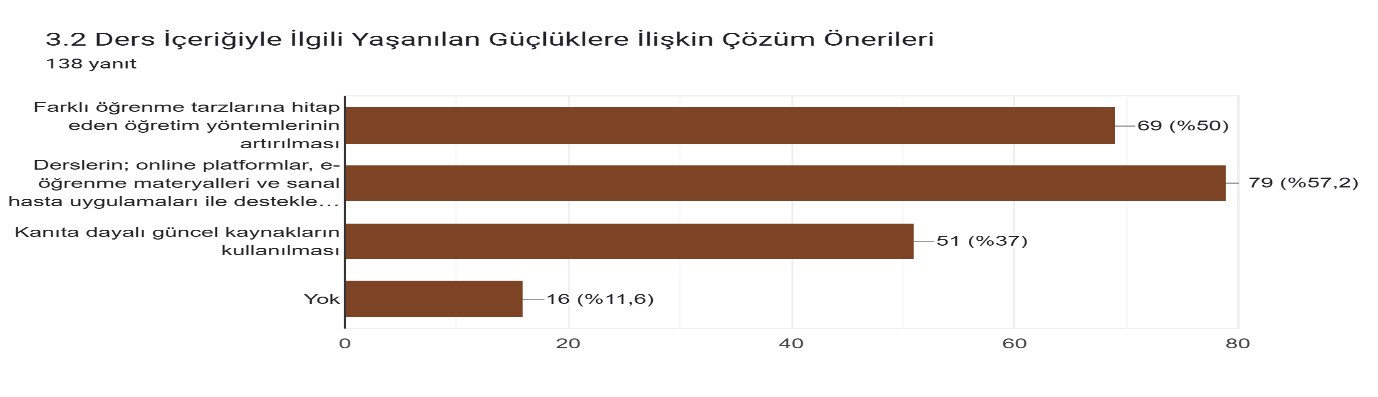 3.2 Ders İçeriğiyle İlgili Yaşanılan Güçlüklere İlişkin Çözüm Önerileri
138 yanıt
Farklı öğrenme tarzlarına hitap
eden öğretim yöntemlerinin
artırılması
69 (%50)
Derslerin; online platformlar, e-
öğrenme materyalleri ve sanal
hasta uygulamaları ile destekle…
79 (%57,2)
Kanıta dayalı güncel kaynakların
kullanılması
51 (%37)
Yok
16 (%11,6)
0 20 40 60 80